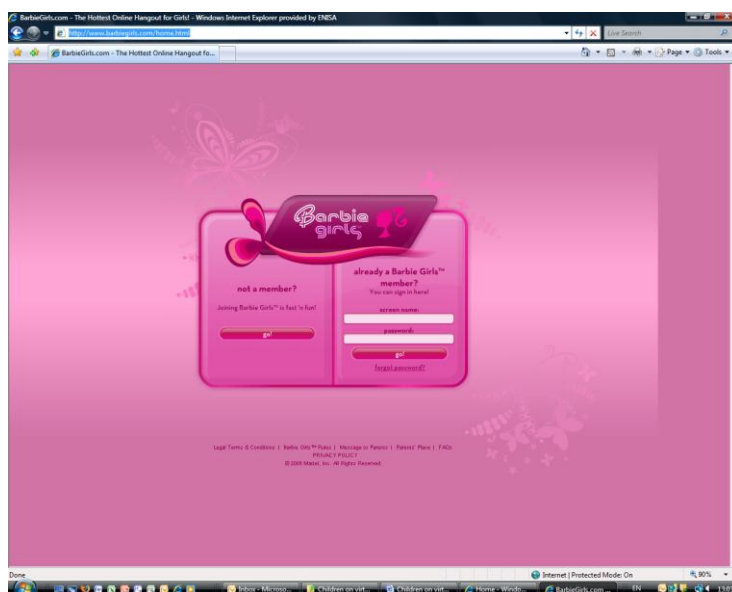 BarbieGirls.com - The Hottest Online Hangout for Girls! - Windows Internet Explorer provided by ENISA
http://www.barbiegirls.com/home.html
Live Search
BarbieGirls.com - The Hottest Online Hangout fo...
Page
Tools
Barbie
girls
not a member?
Joining Barbie Girls™ is fast 'n fun!
go!
already a Barbie Girls™
member?
You can sign in here!
screen name:
password:
go!
forgot password?
Legal Terms & Conditions | Barbie Girls™ Rules | Message to Parents | Parents' Place | FAQs
PRIVACY POLICY
Mattel, Inc. All Rights Reserved.
Done
Internet | Protected Mode: On
90%
Inbox - Microso...
Children on virt...
Children on virt...
Home - Windo...
BarbieGirls.com ...
EN